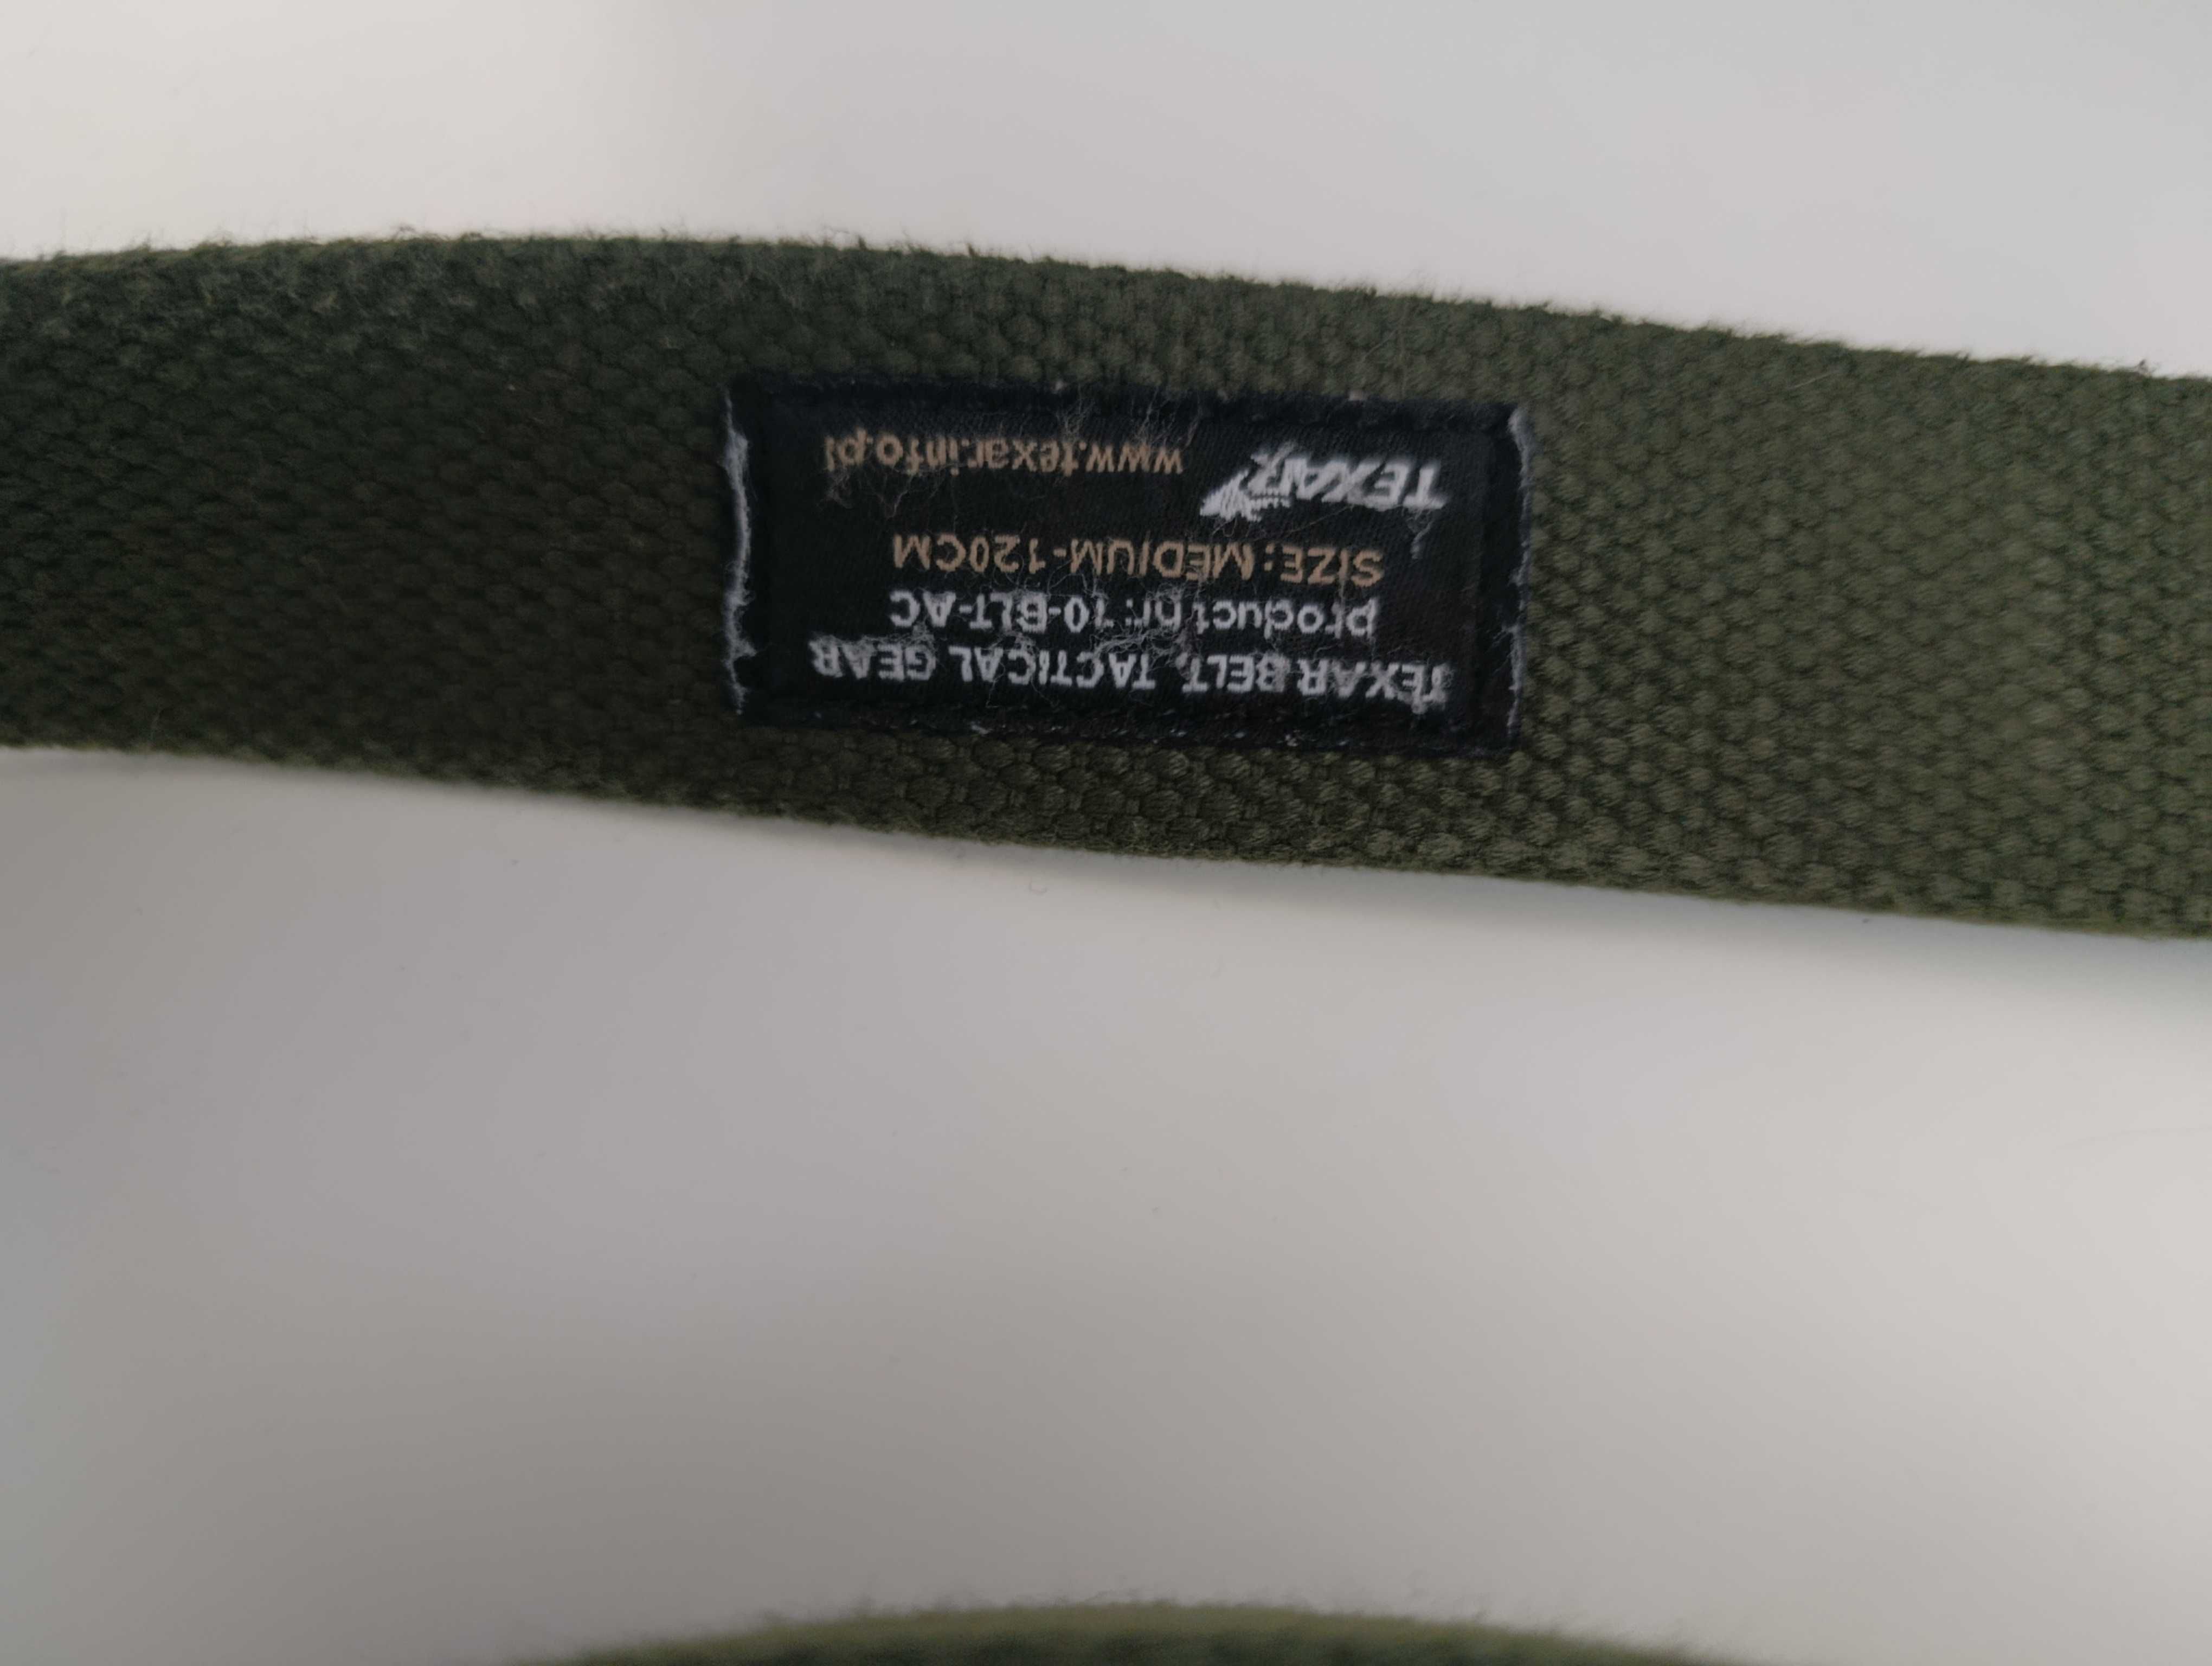 TEXAR BELT, TACTICAL GEAR
product nr: 10-BLT-AC
SIZE: MEDIUM-120CM
TEXAR www.texar.info.pl